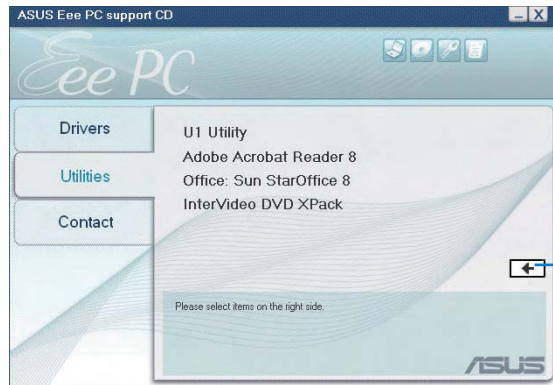 ASUS Eee PC support CD
Eee PC
Drivers
Utilities
Contact
U1 Utility
Adobe Acrobat Reader 8
Office: Sun StarOffice 8
InterVideo DVD XPack
Please select items on the right side.
ASUS